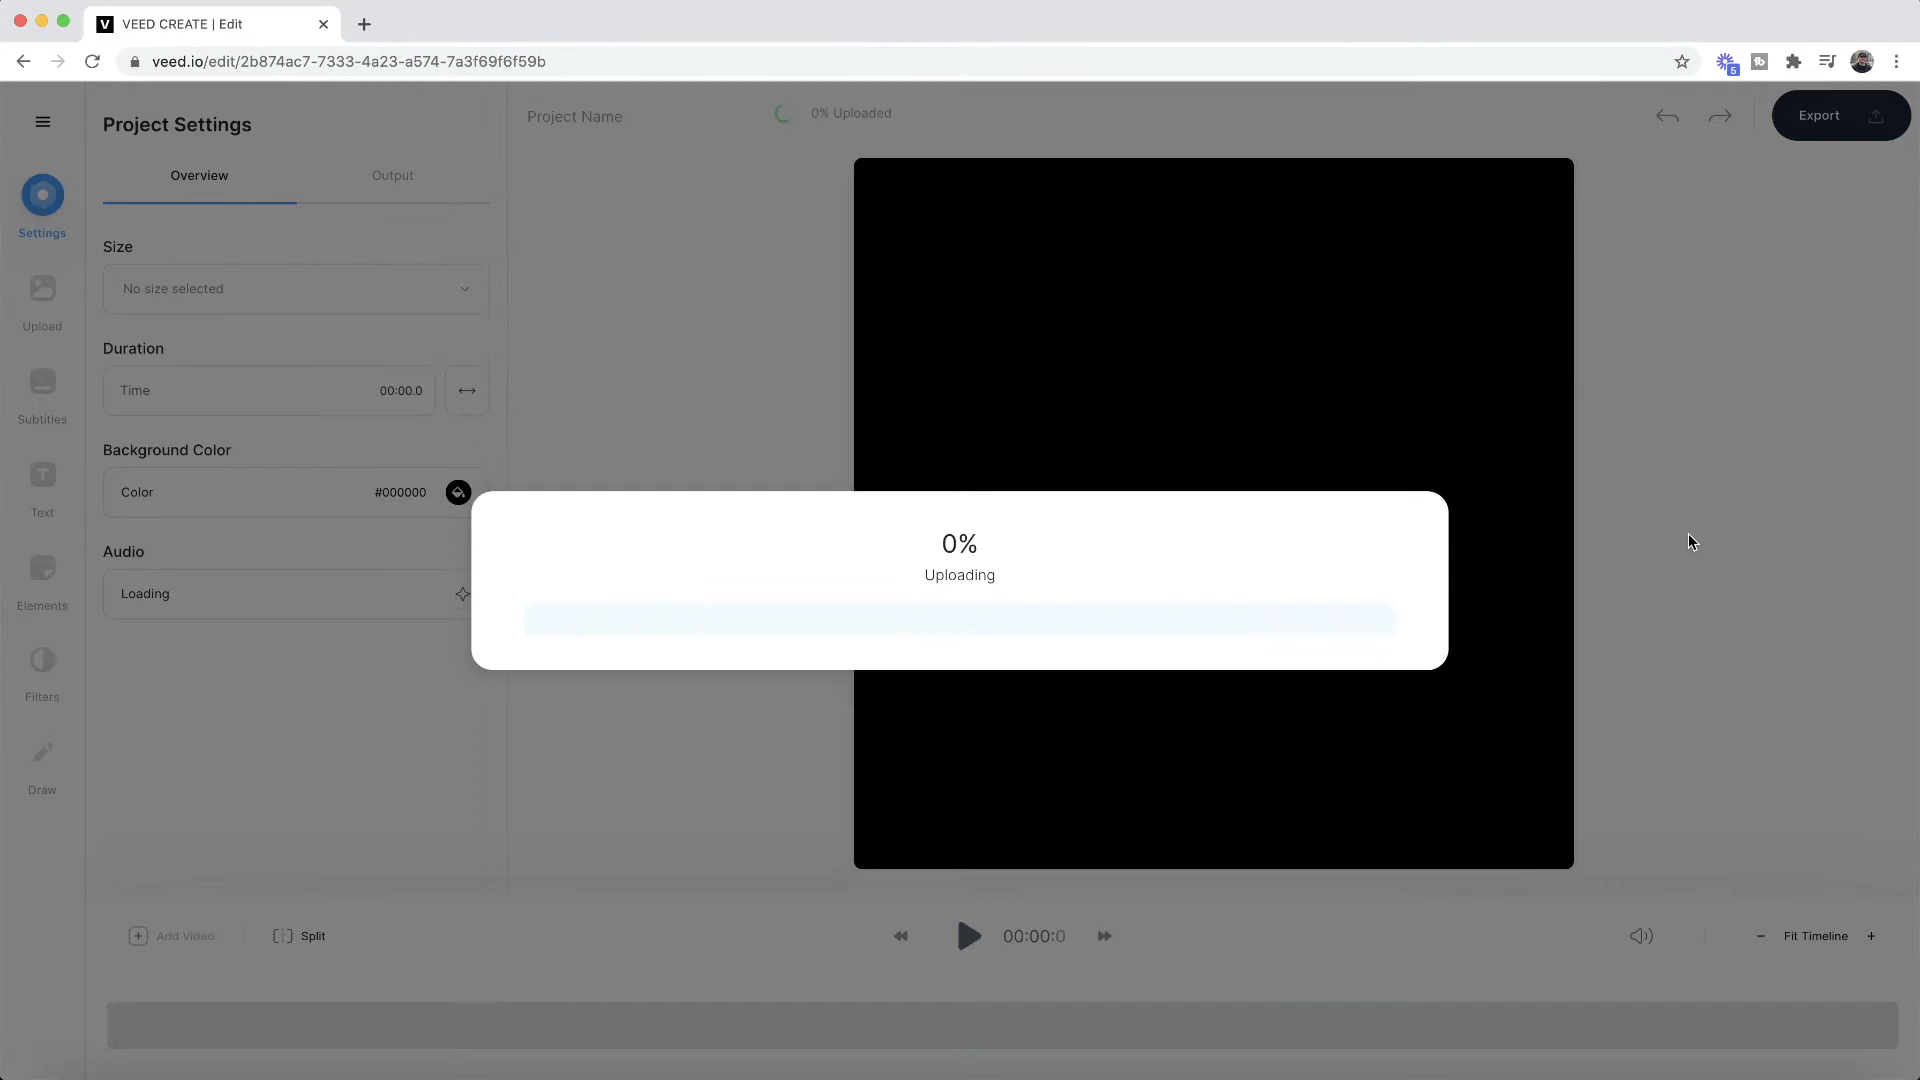 VEED CREATE | Edit
veed.io/edit/2b874ac7-7333-4a23-a574-7a3f69f6f59b
5
tb
Project Settings
Project Name
0% Uploaded
Export
Overview
Output
Settings
Size
No size selected
Upload
Duration
Time
00:00.0
Subtitles
Background Color
Color
#000000
Text
0%
Uploading
Audio
Loading
Elements
Filters
Draw
Add Video
Split
00:00:0
Fit Timeline